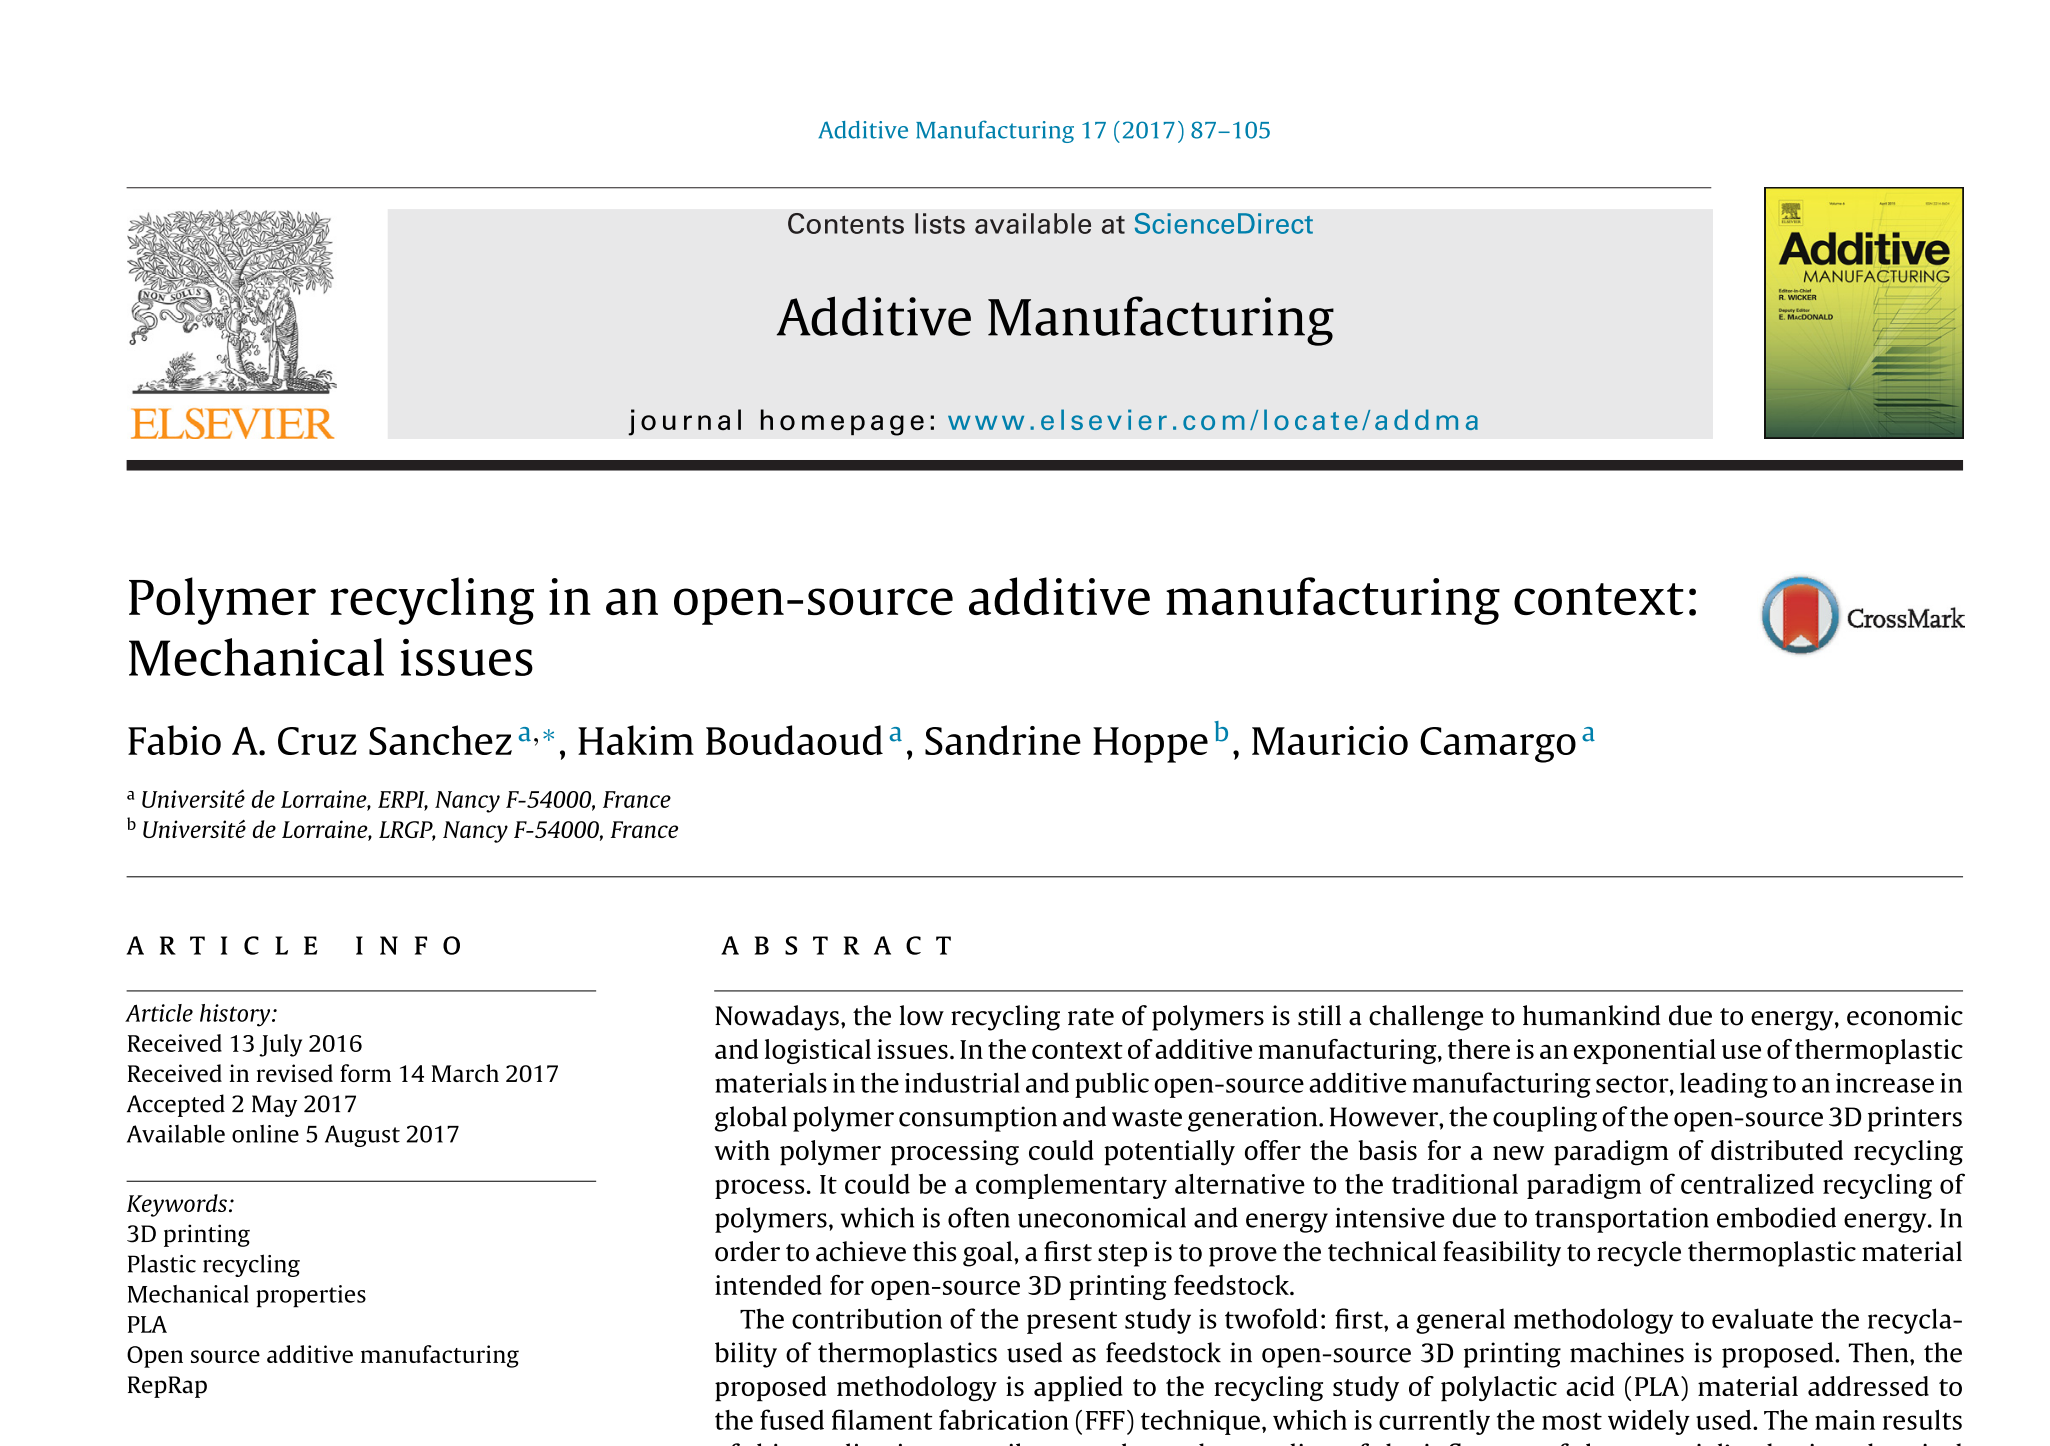 Additive Manufacturing 17 (2017) 87–105
NON SOLUS
ELSEVIER
Contents lists available at ScienceDirect
Additive Manufacturing
journal homepage: www.elsevier.com/locate/addma
Additive
MANUFACTURING
Editor-in-Chief
R. WICKER
Deputy Editor
E. MACDONALD
Polymer recycling in an open-source additive manufacturing context:
Mechanical issues
CrossMark
Fabio A. Cruz Sanchez a,*, Hakim Boudaoud a, Sandrine Hoppe b, Mauricio Camargo a
a Université de Lorraine, ERPI, Nancy F-54000, France
b Université de Lorraine, LRGP, Nancy F-54000, France
ARTICLE INFO
Article history:
Received 13 July 2016
Received in revised form 14 March 2017
Accepted 2 May 2017
Available online 5 August 2017
Keywords:
3D printing
Plastic recycling
Mechanical properties
PLA
Open source additive manufacturing
RepRap
ABSTRACT
Nowadays, the low recycling rate of polymers is still a challenge to humankind due to energy, economic
and logistical issues. In the context of additive manufacturing, there is an exponential use of thermoplastic
materials in the industrial and public open-source additive manufacturing sector, leading to an increase in
global polymer consumption and waste generation. However, the coupling of the open-source 3D printers
with polymer processing could potentially offer the basis for a new paradigm of distributed recycling
process. It could be a complementary alternative to the traditional paradigm of centralized recycling of
polymers, which is often uneconomical and energy intensive due to transportation embodied energy. In
order to achieve this goal, a first step is to prove the technical feasibility to recycle thermoplastic material
intended for open-source 3D printing feedstock.
The contribution of the present study is twofold: first, a general methodology to evaluate the recycla-
bility of thermoplastics used as feedstock in open-source 3D printing machines is proposed. Then, the
proposed methodology is applied to the recycling study of polylactic acid (PLA) material addressed to
the fused filament fabrication (FFF) technique, which is currently the most widely used. The main results